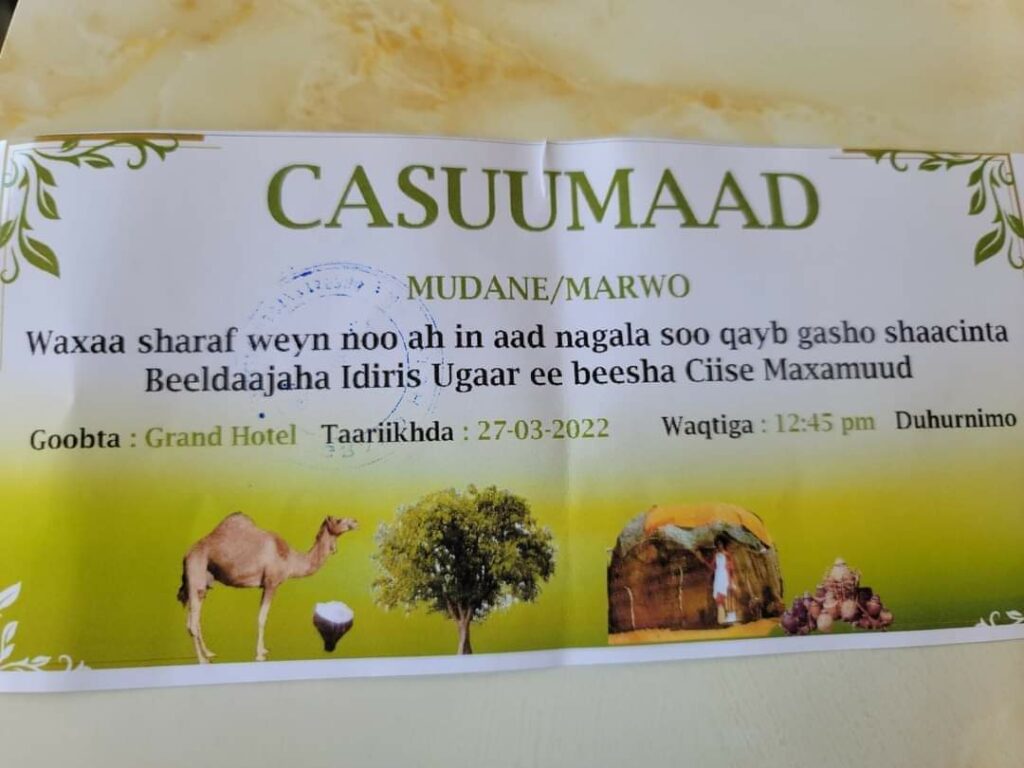 CASUUMAAD
MUDANE/MARWO
Waxaa sharaf weyn noo ah in aad nagala soo qayb gasho shaacinta
Beeldaajaha Idiris Ugaar ee beesha Ciise Maxamuud
Goobta : Grand Hotel Taariikhda : 27-03-2022 Waqtiga : 12:45 pm Duhurnimo